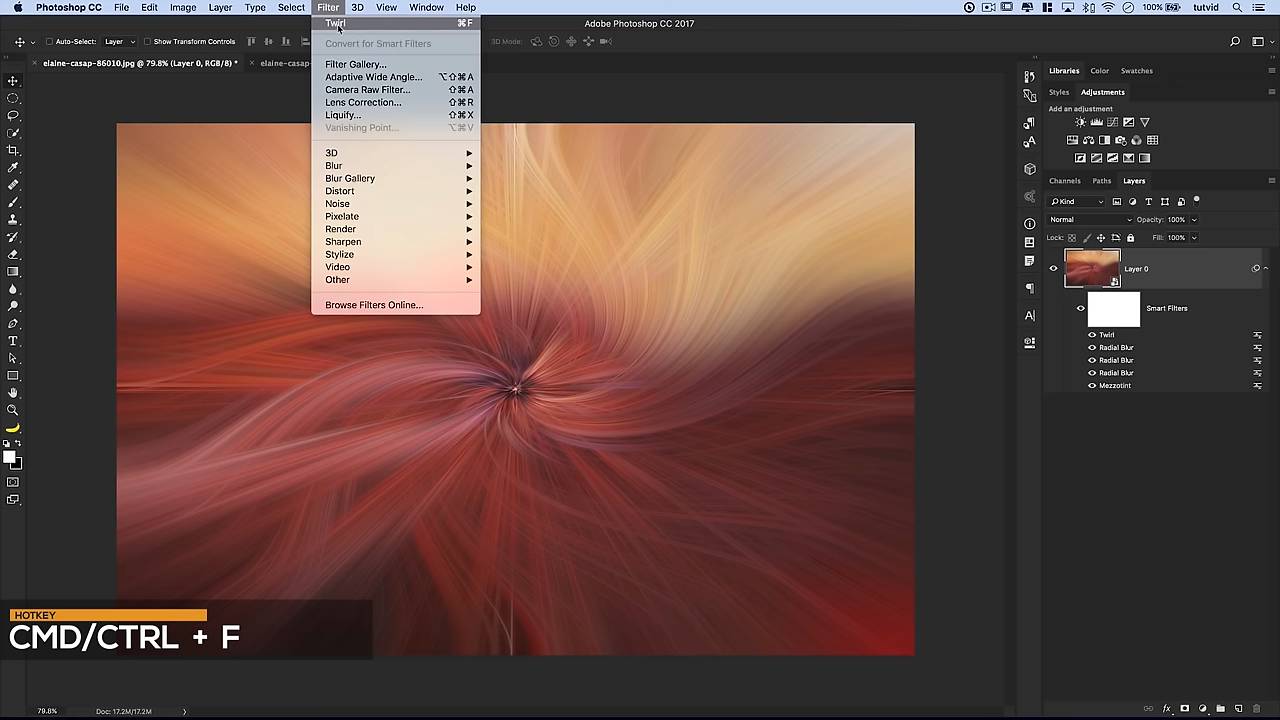 Photoshop CC File Edit Image Layer Type Select Filter 3D View Window Help 100% tutvid
Adobe Photoshop CC 2017
Auto-Select: Layer Show Transform Controls 3D Mode:
elaine-casap-86010.jpg @ 79.8% (Layer 0, RGB/8) * elaine-casap-
Twirl ⌘F
Convert for Smart Filters
Filter Gallery...
Adaptive Wide Angle... ⌥⇧⌘A
Camera Raw Filter... ⇧⌘A
Lens Correction... ⇧⌘R
Liquify... ⇧⌘X
Vanishing Point... ⌥⌘V
3D
Blur
Blur Gallery
Distort
Noise
Pixelate
Render
Sharpen
Stylize
Video
Other
Browse Filters Online...
Libraries Color Swatches
Styles Adjustments
Add an adjustment
Channels Paths Layers
Kind
Normal Opacity: 100%
Lock: Fill: 100%
Layer 0
Smart Filters
Twirl
Radial Blur
Radial Blur
Radial Blur
Mezzotint
HOTKEY
CMD/CTRL + F
79.8% Doc: 17.2M/17.2M